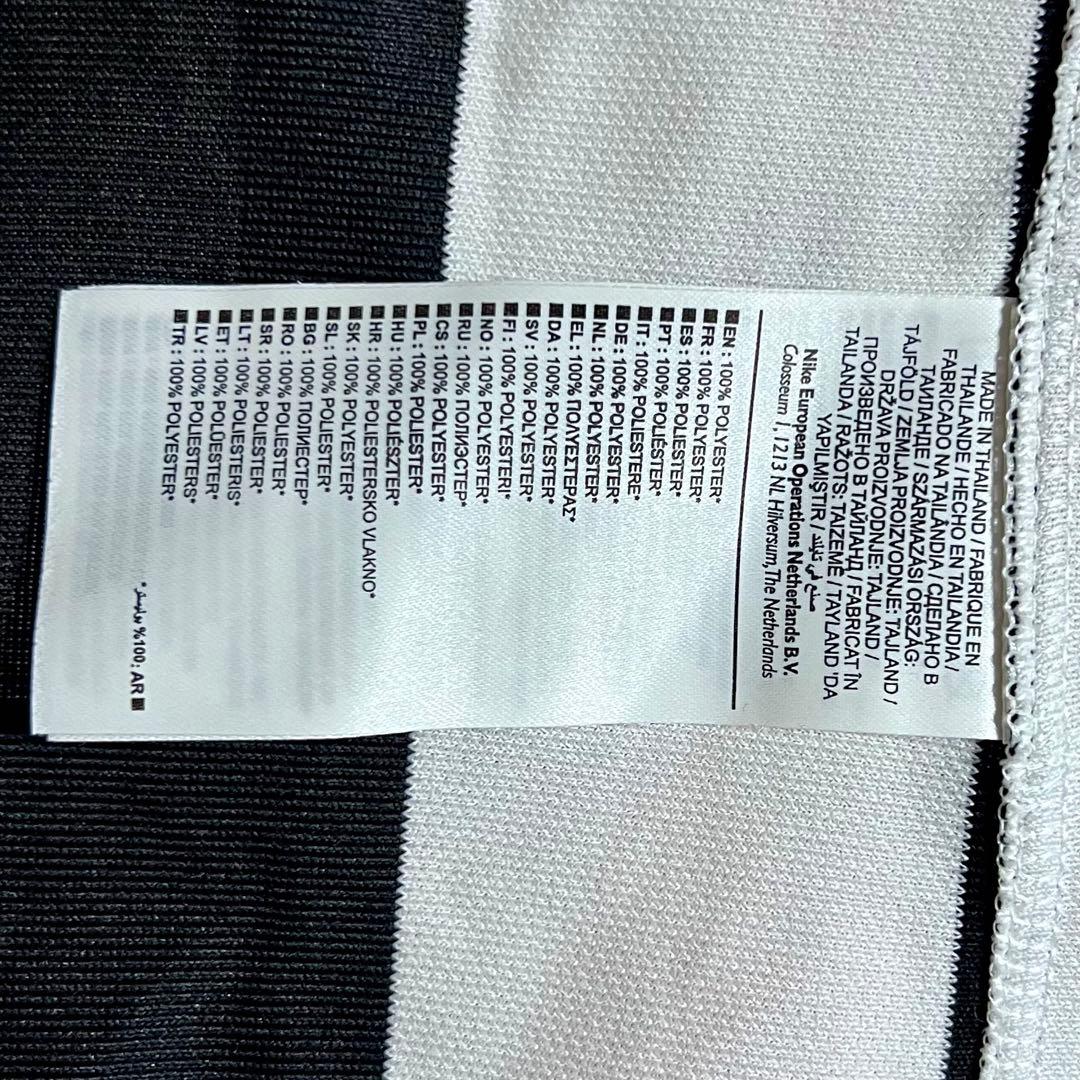 MADE IN THAILAND / FABRIQUE EN
THAILANDE / HECHO EN TAILANDIA /
FABRICADO NA TAILÂNDIA / СДЕЛАНО В
ТАИЛАНДЕ / SZÁRMAZÁSI ORSZÁG:
TÁJFÖLD / ZEMLJA PROIZVODNJE: TAJLAND /
DRŽAVA PROIZVODNJE: TAJLAND /
ПРОИЗВЕДЕНО В ТАЙЛАНД / FABRICAT ÎN
TAILANDA / RAŽOTS: TAIZEMĒ / TAYLAND 'DA
YAPILMIŞTIR / صنع في تايلند
Nike European Operations Netherlands B.V.
Colosseum 1, 1213 NL Hilversum, The Netherlands
EN : 100% POLYESTER*
FR : 100% POLYESTER*
ES : 100% POLIÉSTER*
PT : 100% POLIÉSTER*
IT : 100% POLIESTERE*
DE : 100% POLYESTER*
NL : 100% POLYESTER*
EL : 100% ΠΟΛΥΕΣΤΕΡΑΣ*
DA : 100% POLYESTER*
SV : 100% POLYESTER*
FI : 100% POLYESTERI*
NO : 100% POLYESTER*
RU : 100% ПОЛИЭСТЕР*
CS : 100% POLYESTER*
PL : 100% POLIESTER*
HU : 100% POLIÉSZTER*
HR : 100% POLIESTERSKO VLAKNO*
SK : 100% POLYESTER*
SL : 100% POLIESTER*
BG : 100% ПОЛИЕСТЕР*
RO : 100% POLIESTER*
SR : 100% POLIESTER*
LT : 100% POLIESTERIS*
ET : 100% POLÜESTER*
LV : 100% POLIESTERS*
TR : 100% POLYESTER*
AR : 100% بوليستر*